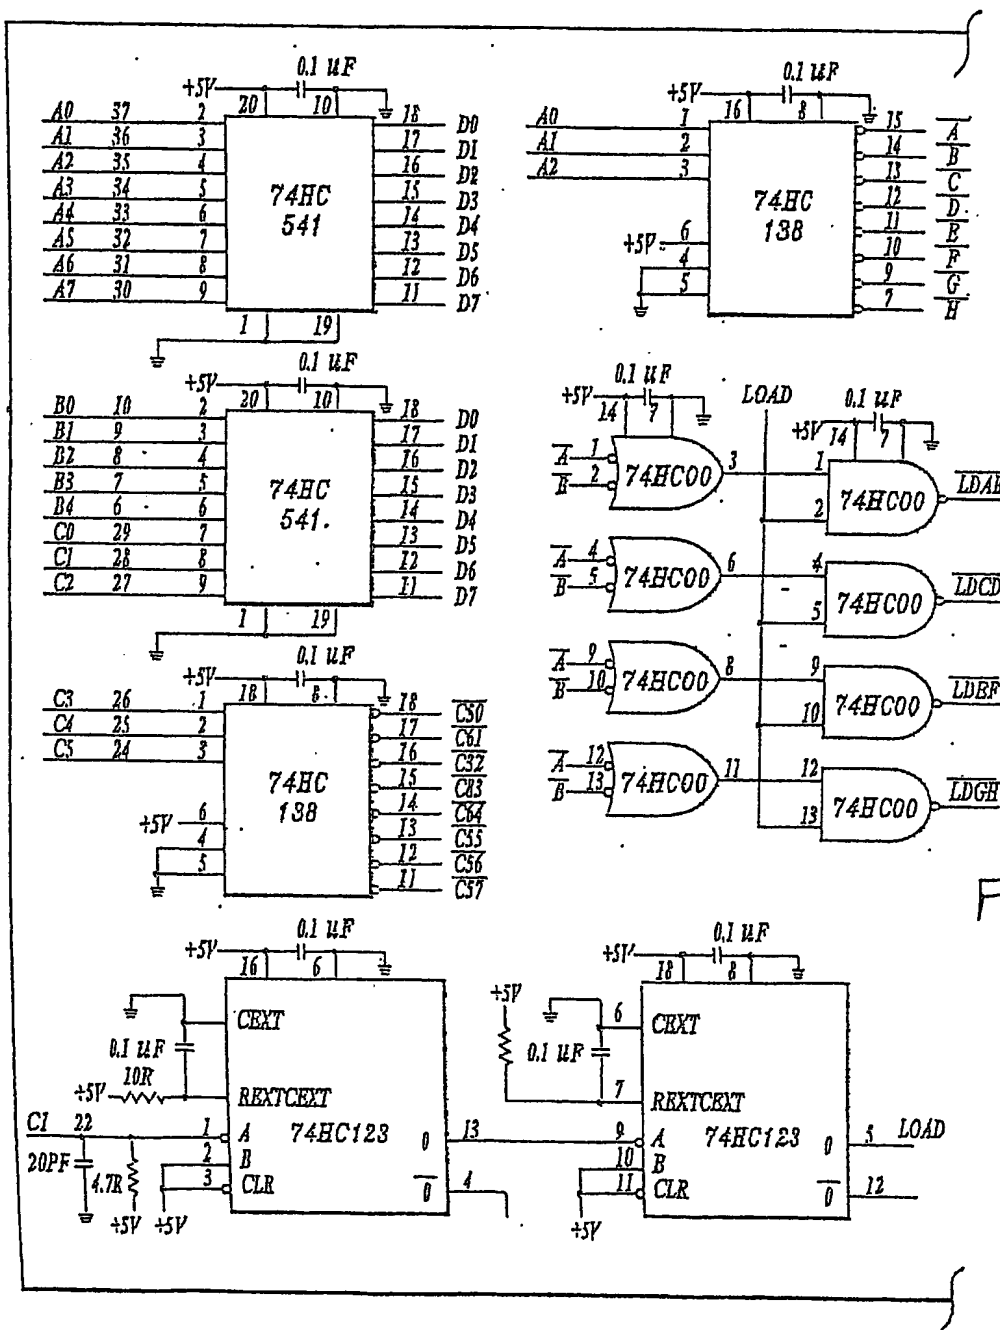 0.1 uF
+5V
20 10
A0 37 2 18 D0
A1 36 3 17 D1
A2 35 4 16 D2
A3 34 5 15 D3
A4 33 6 14 D4
A5 32 7 13 D5
A6 31 8 12 D6
A7 30 9 11 D7
74HC
541
1 19
0.1 uF
+5V
16 8
A0 1
A1 2
A2 3
+5V 6
4
5
74HC
138
15 A
14 B
13 C
12 D
11 E
10 F
9 G
7 H
0.1 uF
+5V
20 10
B0 10 2 18 D0
B1 9 3 17 D1
B2 8 4 16 D2
B3 7 5 15 D3
B4 6 6 14 D4
C0 29 7 13 D5
C1 28 8 12 D6
C2 27 9 11 D7
74HC
541.
1 19
0.1 uF
+5V
14 7
LOAD
0.1 uF
+5V
14 7
A 1
B 2
74HC00
3 1
2
74HC00
A 4
B 5
74HC00
6 4
5
74HC00
LDCD
A 9
B 10
74HC00
8 9
10
74HC00
A 12
B 13
74HC00
11 12
13
74HC00
0.1 uF
+5V
18 8
C3 26 1
C4 25 2
C5 24 3
+5V 6
4
5
74HC
138
18 CS0
17 C61
16 C32
15 C83
14 C64
13 C55
12 C56
11 C57
0.1 uF
+5V
16 6
CEXT
0.1 uF
10R
+5V
REXTCEXT
C1 22
1 A
74HC123
0 13
20PF
4.7R
2 B
3 CLR
0 4
+5V +5V
0.1 uF
+5V
18 8
+5V
6 CEXT
0.1 uF
7 REXTCEXT
9 A
74HC123
0 5 LOAD
10 B
11 CLR
0 12
+5V